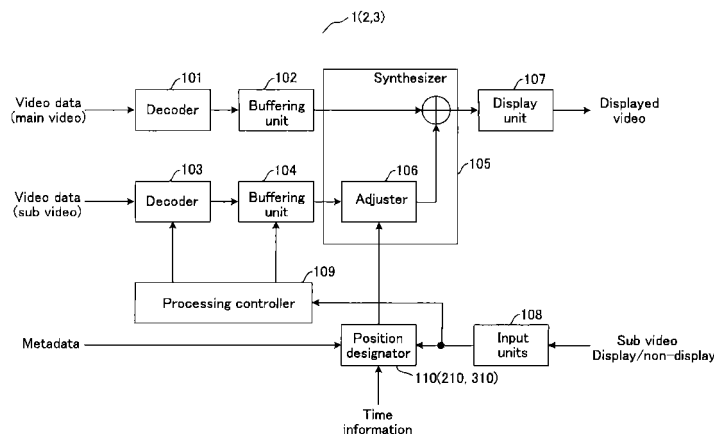 1(2,3)
101
102
Synthesizer
107
Video data
(main video)
Decoder
Buffering
unit
Display
unit
Displayed
video
103
104
106
105
Video data
(sub video)
Decoder
Buffering
unit
Adjuster
109
Processing controller
108
Metadata
Position
designator
Input
units
Sub video
Display/non-display
110(210, 310)
Time
information